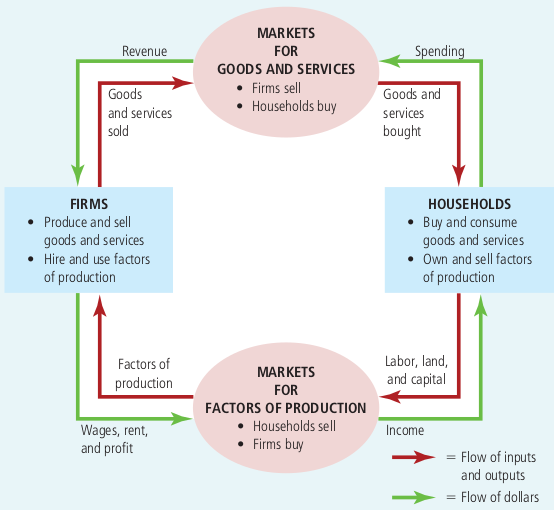 MARKETS
FOR
GOODS AND SERVICES
• Firms sell
• Households buy
Revenue
Spending
Goods
and services
sold
Goods and
services
bought
FIRMS
• Produce and sell
goods and services
• Hire and use factors
of production
HOUSEHOLDS
• Buy and consume
goods and services
• Own and sell factors
of production
Factors of
production
Labor, land,
and capital
MARKETS
FOR
FACTORS OF PRODUCTION
• Households sell
• Firms buy
Wages, rent,
and profit
Income
= Flow of inputs
and outputs
= Flow of dollars